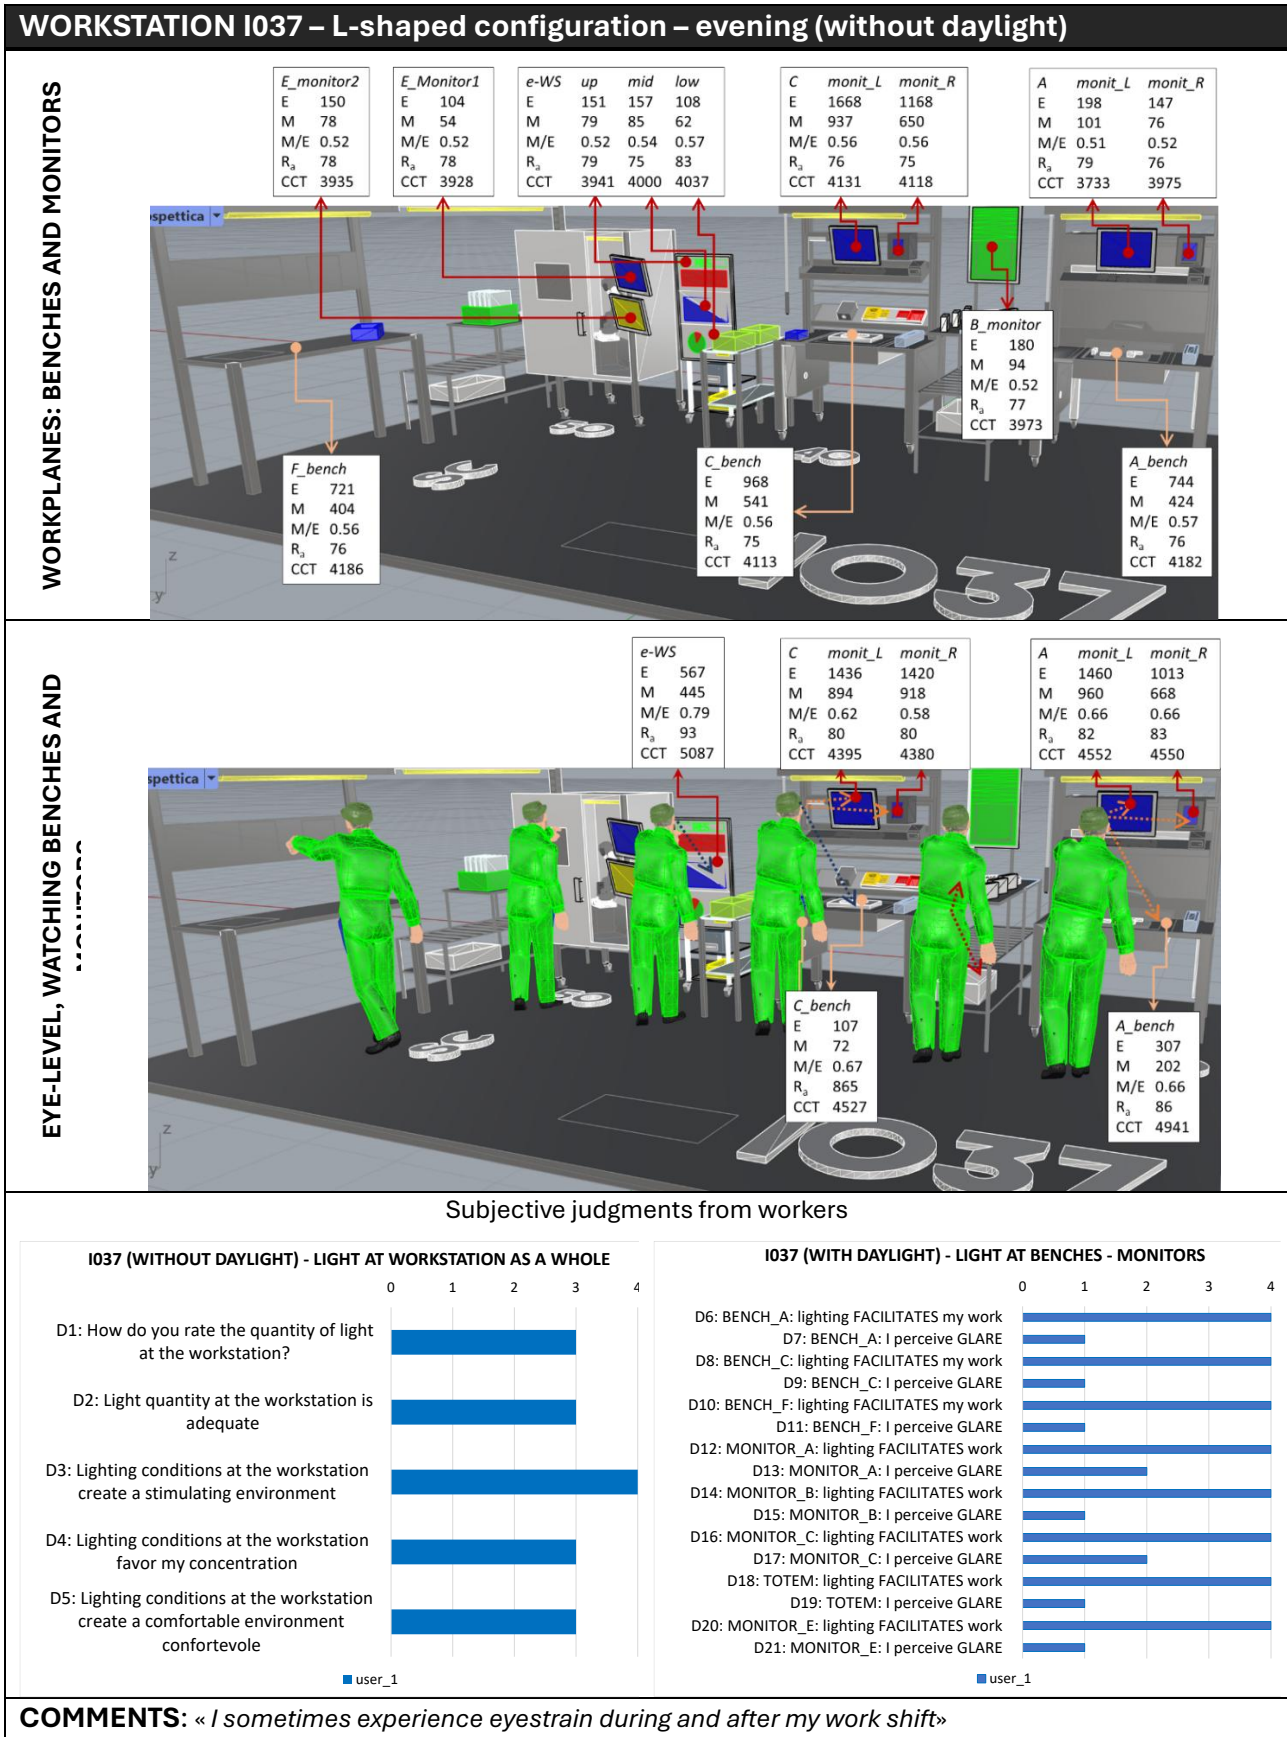 WORKSTATION I037 – L-shaped configuration – evening (without daylight)
WORKPLANES: BENCHES AND MONITORS
E_monitor2
E 150
M 78
M/E 0.52
Ra 78
CCT 3935
E_Monitor1
E 104
M 54
M/E 0.52
Ra 78
CCT 3928
e-WS up mid low
E 151 157 108
M 79 85 62
M/E 0.52 0.54 0.57
Ra 79 75 83
CCT 3941 4000 4037
C monit_L monit_R
E 1668 1168
M 937 650
M/E 0.56 0.56
Ra 76 75
CCT 4131 4118
A monit_L monit_R
E 198 147
M 101 76
M/E 0.51 0.52
Ra 79 76
CCT 3733 3975
spettica
B_monitor
E 180
M 94
M/E 0.52
Ra 77
CCT 3973
F_bench
E 721
M 404
M/E 0.56
Ra 76
CCT 4186
C_bench
E 968
M 541
M/E 0.56
Ra 75
CCT 4113
A_bench
E 744
M 424
M/E 0.57
Ra 76
CCT 4182
z
y
1037
EYE-LEVEL, WATCHING BENCHES AND
MONITORS
e-WS
E 567
M 445
M/E 0.79
Ra 93
CCT 5087
C monit_L monit_R
E 1436 1420
M 894 918
M/E 0.62 0.58
Ra 80 80
CCT 4395 4380
A monit_L monit_R
E 1460 1013
M 960 668
M/E 0.66 0.66
Ra 82 83
CCT 4552 4550
spettica
C_bench
E 107
M 72
M/E 0.67
Ra 865
CCT 4527
A_bench
E 307
M 202
M/E 0.66
Ra 86
CCT 4941
z
y
1037
Subjective judgments from workers
I037 (WITHOUT DAYLIGHT) - LIGHT AT WORKSTATION AS A WHOLE
0 1 2 3 4
D1: How do you rate the quantity of light
at the workstation?
D2: Light quantity at the workstation is
adequate
D3: Lighting conditions at the workstation
create a stimulating environment
D4: Lighting conditions at the workstation
favor my concentration
D5: Lighting conditions at the workstation
create a comfortable environment
confortevole
user_1
I037 (WITH DAYLIGHT) - LIGHT AT BENCHES - MONITORS
0 1 2 3 4
D6: BENCH_A: lighting FACILITATES my work
D7: BENCH_A: I perceive GLARE
D8: BENCH_C: lighting FACILITATES my work
D9: BENCH_C: I perceive GLARE
D10: BENCH_F: lighting FACILITATES my work
D11: BENCH_F: I perceive GLARE
D12: MONITOR_A: lighting FACILITATES work
D13: MONITOR_A: I perceive GLARE
D14: MONITOR_B: lighting FACILITATES work
D15: MONITOR_B: I perceive GLARE
D16: MONITOR_C: lighting FACILITATES work
D17: MONITOR_C: I perceive GLARE
D18: TOTEM: lighting FACILITATES work
D19: TOTEM: I perceive GLARE
D20: MONITOR_E: lighting FACILITATES work
D21: MONITOR_E: I perceive GLARE
user_1
COMMENTS: « I sometimes experience eyestrain during and after my work shift»